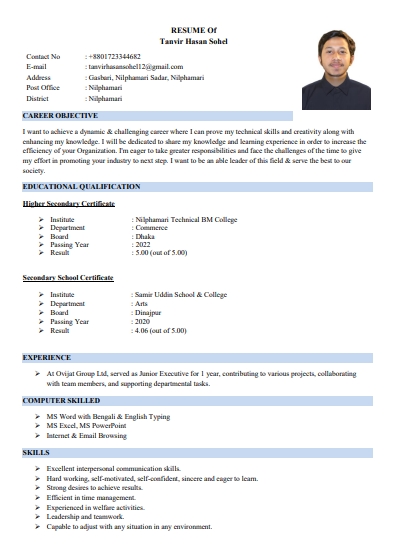 RESUME Of
Tanvir Hasan Sohel
Contact No : +8801723344682
E-mail : tanvirhasansohel12@gmail.com
Address : Gasbari, Nilphamari Sadar, Nilphamari
Post Office : Nilphamari
District : Nilphamari
CAREER OBJECTIVE
I want to achieve a dynamic & challenging career where I can prove my technical skills and creativity along with
enhancing my knowledge. I will be dedicated to share my knowledge and learning experience in order to increase the
efficiency of your Organization. I'm eager to take greater responsibilities and face the challenges of the time to give
my effort in promoting your industry to next step. I want to be an able leader of this field & serve the best to our
society.
EDUCATIONAL QUALIFICATION
Higher Secondary Certificate
➢ Institute : Nilphamari Technical BM College
➢ Department : Commerce
➢ Board : Dhaka
➢ Passing Year : 2022
➢ Result : 5.00 (out of 5.00)
Secondary School Certificate
➢ Institute : Samir Uddin School & College
➢ Department : Arts
➢ Board : Dinajpur
➢ Passing Year : 2020
➢ Result : 4.06 (out of 5.00)
EXPERIENCE
➢ At Ovijat Group Ltd, served as Junior Executive for 1 year, contributing to various projects, collaborating
with team members, and supporting departmental tasks.
COMPUTER SKILLED
➢ MS Word with Bengali & English Typing
➢ MS Excel, MS PowerPoint
➢ Internet & Email Browsing
SKILLS
➢ Excellent interpersonal communication skills.
➢ Hard working, self-motivated, self-confident, sincere and eager to learn.
➢ Strong desires to achieve results.
➢ Efficient in time management.
➢ Experienced in welfare activities.
➢ Leadership and teamwork.
➢ Capable to adjust with any situation in any environment.